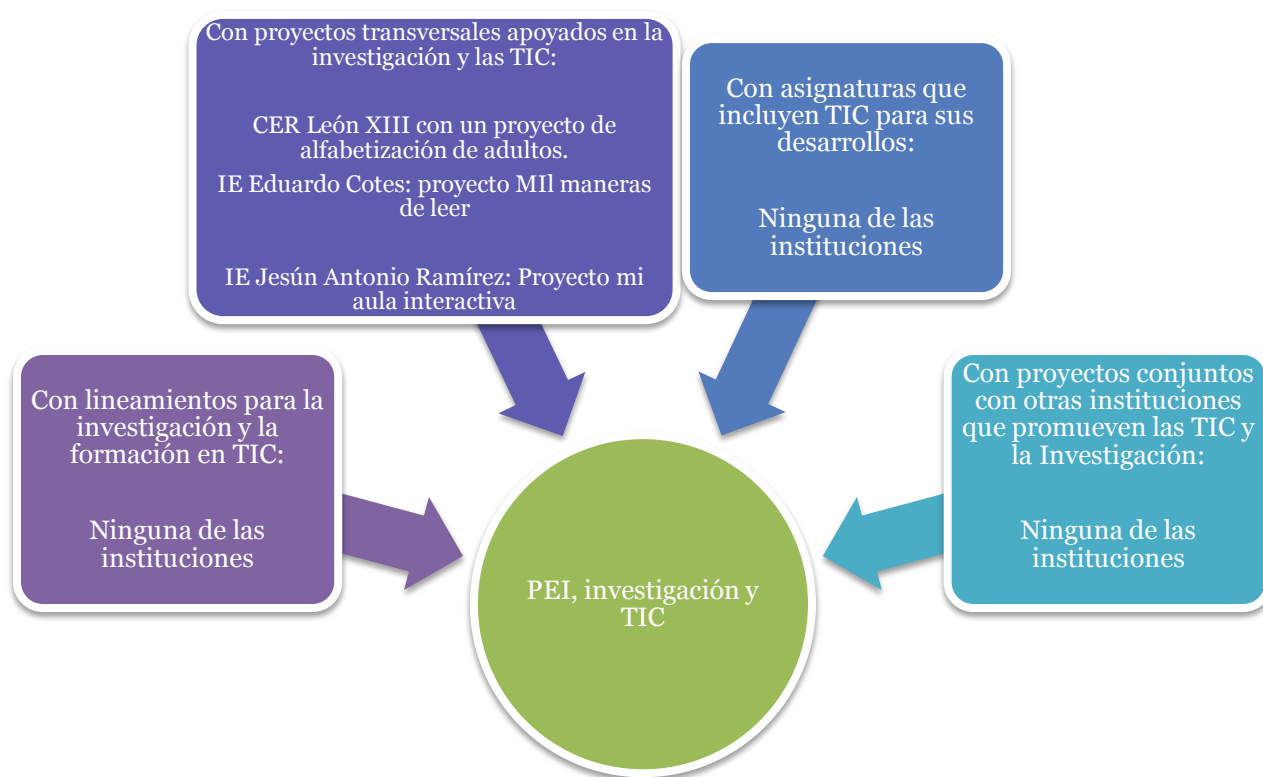 Con proyectos transversales apoyados en la
investigación y las TIC:
CER León XIII con un proyecto de
alfabetización de adultos.
IE Eduardo Cotes: proyecto MIl maneras
de leer
IE Jesún Antonio Ramírez: Proyecto mi
aula interactiva
Con asignaturas que
incluyen TIC para sus
desarrollos:
Ninguna de las
instituciones
Con lineamientos para la
investigación y la
formación en TIC:
Ninguna de las
instituciones
Con proyectos conjuntos
con otras instituciones
que promueven las TIC y
la Investigación:
Ninguna de las
instituciones
PEI, investigación y
TIC